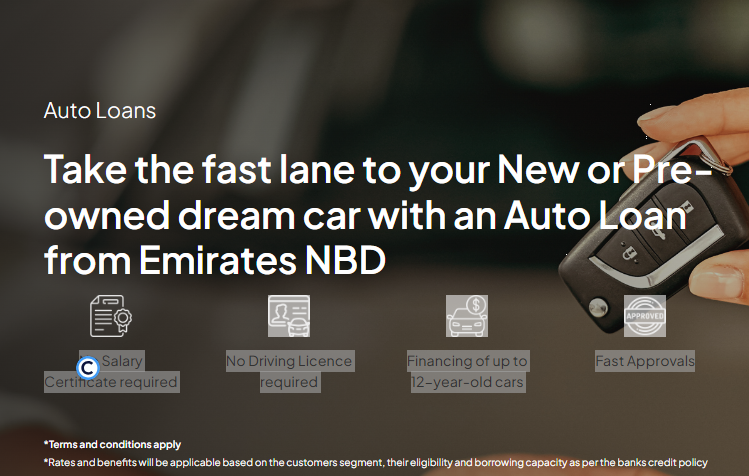 Auto Loans
Take the fast lane to your New or Pre-
owned dream car with an Auto Loan
from Emirates NBD
APPROVED
Salary
Certificate required
No Driving Licence
required
Financing of up to
12-year-old cars
Fast Approvals
*Terms and conditions apply
*Rates and benefits will be applicable based on the customers segment, their eligibility and borrowing capacity as per the banks credit policy